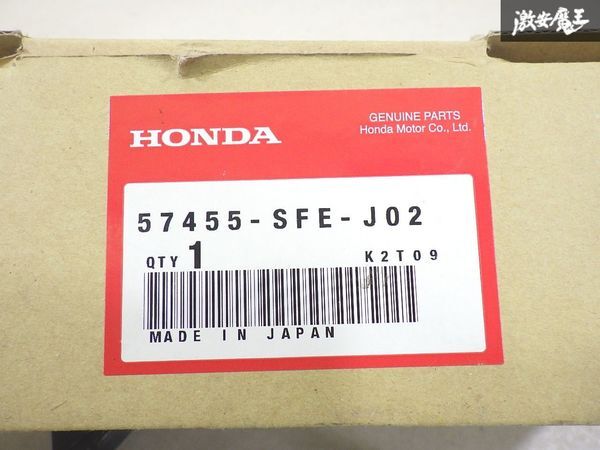 激安魔王
HONDA
GENUINE PARTS
Honda Motor Co., Ltd.
57455-SFE-J02
QTY 1 K2T09
MADE IN JAPAN